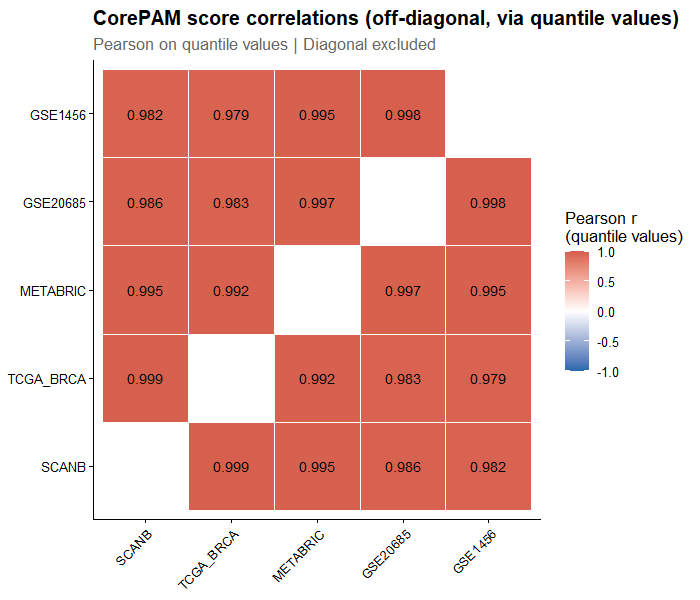 CorePAM score correlations (off-diagonal, via quantile values)
Pearson on quantile values | Diagonal excluded
GSE1456 0.982 0.979 0.995 0.998
GSE20685 0.986 0.983 0.997 0.998
METABRIC 0.995 0.992 0.997 0.995
TCGA_BRCA 0.999 0.992 0.983 0.979
SCANB 0.999 0.995 0.986 0.982
SCANB TCGA_BRCA METABRIC GSE20685 GSE1456
Pearson r
(quantile values)
1.0
0.5
0.0
-0.5
-1.0